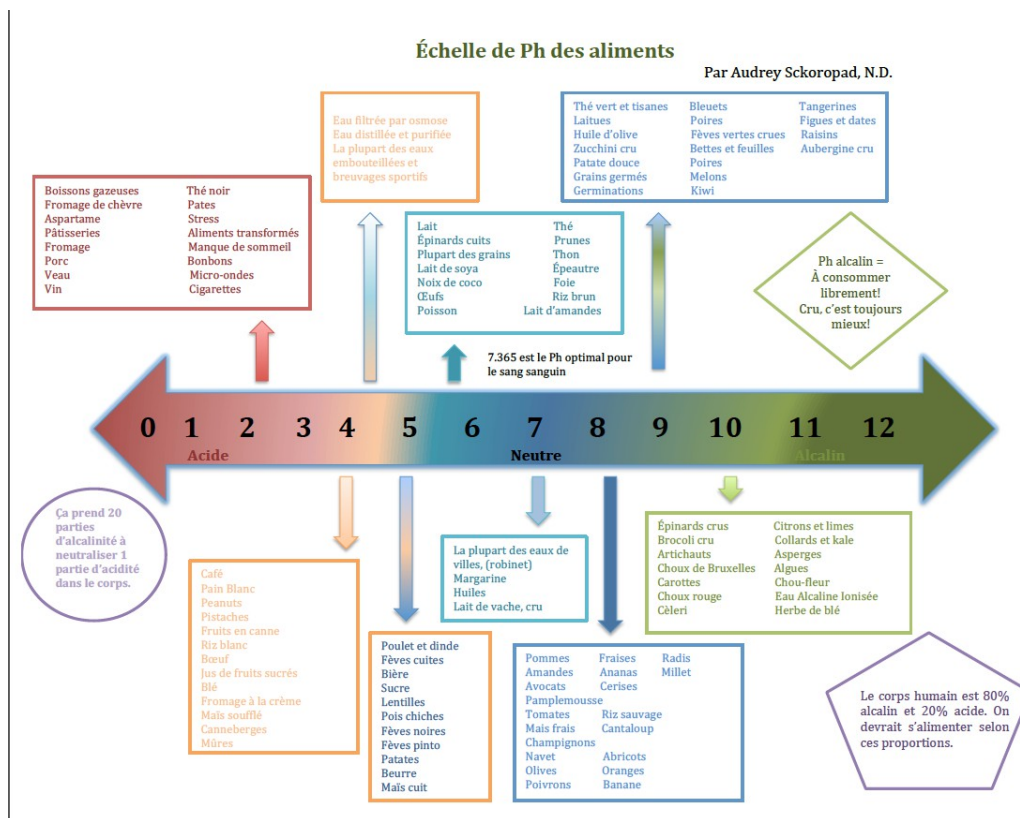 Échelle de Ph des aliments
Par Audrey Sckoropad, N.D.
Boissons gazeuses
Fromage de chèvre
Aspartame
Pâtisseries
Fromage
Porc
Veau
Vin
Thé noir
Pates
Stress
Aliments transformés
Manque de sommeil
Bonbons
Micro-ondes
Cigarettes
Eau filtrée par osmose
Eau distillée et purifiée
La plupart des eaux
embouteillées et
breuvages sportifs
Lait
Épinards cuits
Plupart des grains
Lait de soya
Noix de coco
Œufs
Poisson
Thé
Prunes
Thon
Épeautre
Foie
Riz brun
Lait d'amandes
Thé vert et tisanes
Laitues
Huile d'olive
Zucchini cru
Patate douce
Grains germés
Germinations
Bleuets
Poires
Fèves vertes crues
Bettes et feuilles
Poires
Melons
Kiwi
Tangerines
Figues et dates
Raisins
Aubergine cru
Ph alcalin =
À consommer
librement!
Cru, c'est toujours
mieux!
7.365 est le Ph optimal pour
le sang sanguin
0 1 2 3 4 5 6 7 8 9 10 11 12
Acide Neutre Alcalin
Ça prend 20
parties
d'alcalinité à
neutraliser 1
partie d'acidité
dans le corps.
Café
Pain Blanc
Peanuts
Pistaches
Fruits en canne
Riz blanc
Bœuf
Jus de fruits sucrés
Blé
Fromage à la crème
Maïs soufflé
Canneberges
Mûres
Poulet et dinde
Fèves cuites
Bière
Sucre
Lentilles
Pois chiches
Fèves noires
Fèves pinto
Patates
Beurre
Maïs cuit
La plupart des eaux de
villes, (robinet)
Margarine
Huiles
Lait de vache, cru
Pommes Fraises Radis
Amandes Ananas Millet
Avocats Cerises
Pamplemousse
Tomates Riz sauvage
Mais frais Cantaloup
Champignons
Navet Abricots
Olives Oranges
Poivrons Banane
Épinards crus
Brocoli cru
Artichauts
Choux de Bruxelles
Carottes
Choux rouge
Cèleri
Citrons et limes
Collards et kale
Asperges
Algues
Chou-fleur
Eau Alcaline Ionisée
Herbe de blé
Le corps humain est 80%
alcalin et 20% acide. On
devrait s'alimenter selon
ces proportions.